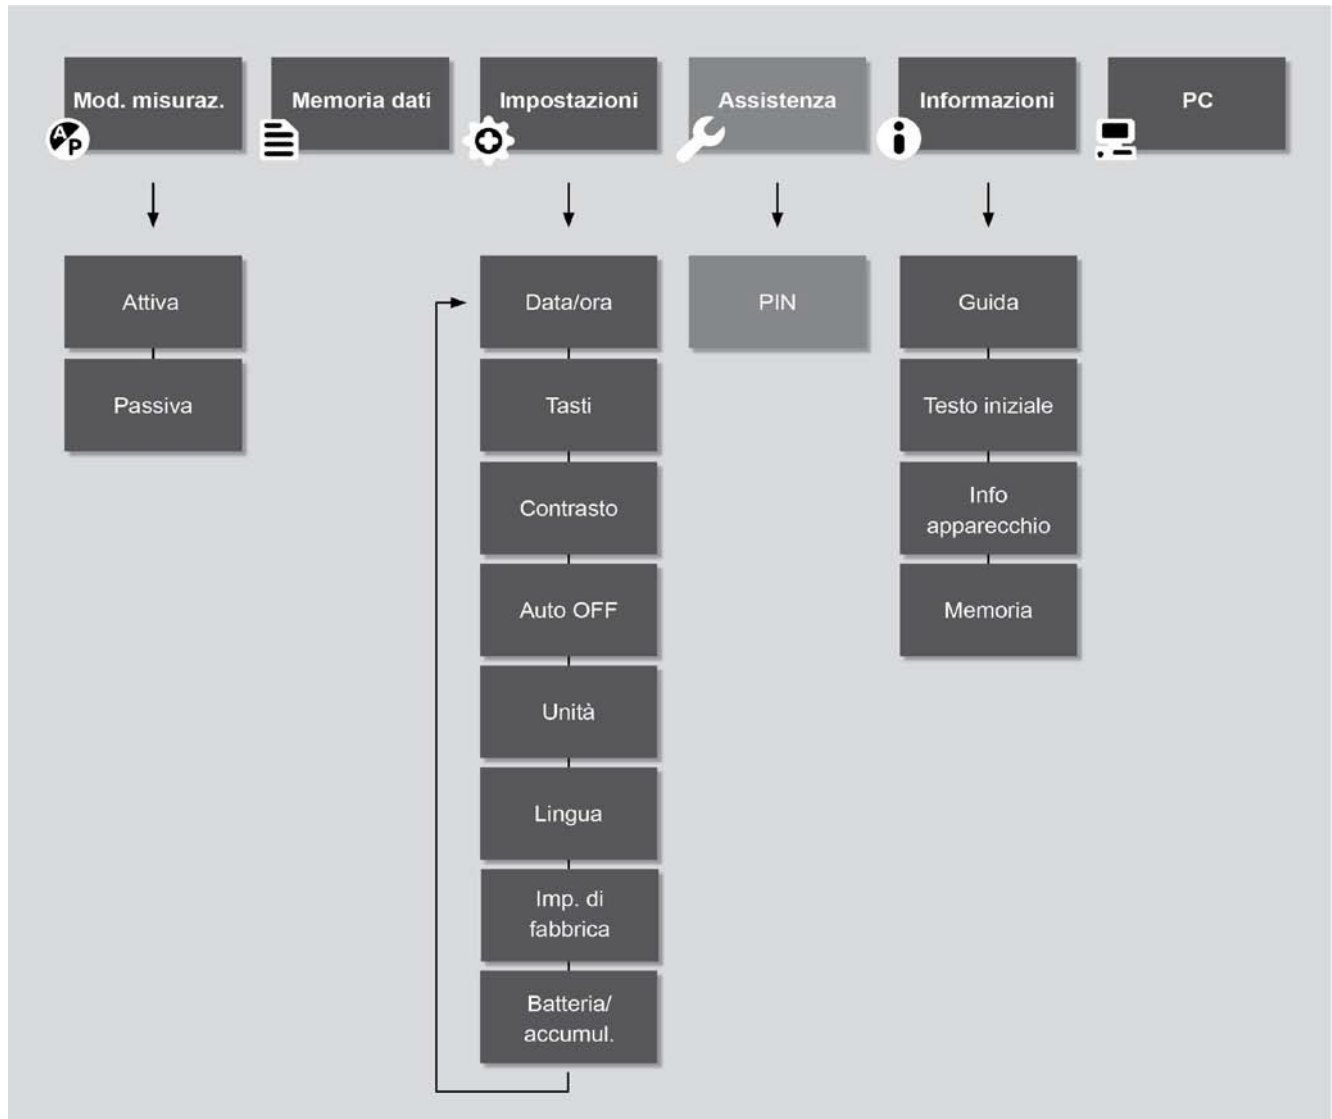 Mod. misuraz.
A
P
Memoria dati
Impostazioni
Assistenza
Informazioni
i
PC
Attiva
Passiva
Data/ora
Tasti
Contrasto
Auto OFF
Unità
Lingua
Imp. di
fabbrica
Batteria/
accumul.
PIN
Guida
Testo iniziale
Info
apparecchio
Memoria